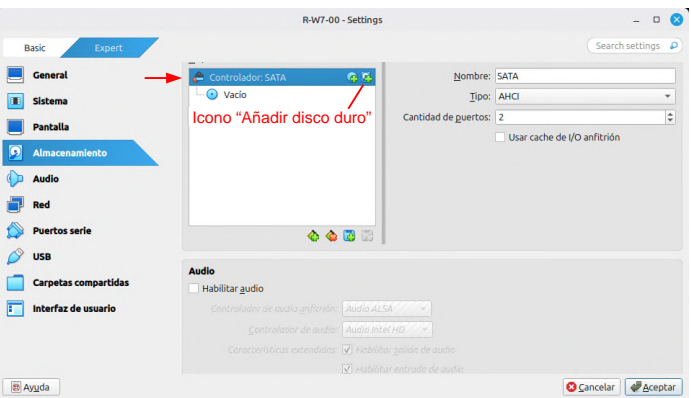 R-W7-00 - Settings
Basic
Expert
Search settings
General
Sistema
Pantalla
Almacenamiento
Audio
Red
Puertos serie
USB
Carpetas compartidas
Interfaz de usuario
Controlador: SATA
Vacío
Icono “Añadir disco duro”
Nombre: SATA
Tipo: AHCI
Cantidad de puertos: 2
Usar cache de I/O anfitrión
Audio
Habilitar audio
Controlador de audio anfitrión: Audio ALSA
Controlador de audio: Audio Intel HD
Características extendidas: Habilitar salida de audio
Habilitar entrada de audio
Ayuda
Cancelar
Aceptar